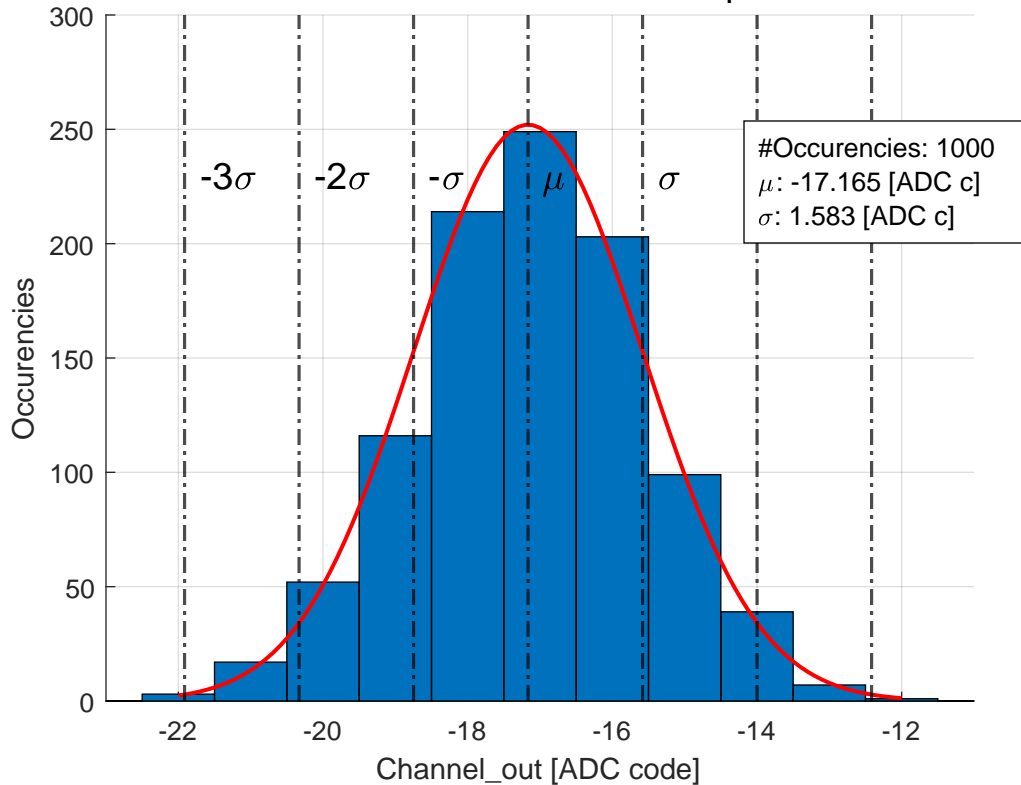 300
250
200
150
100
50
0
Occurencies
-3σ
-2σ
-σ
μ
σ
#Occurencies: 1000
μ: -17.165 [ADC c]
σ: 1.583 [ADC c]
-22
-20
-18
-16
-14
-12
Channel_out [ADC code]